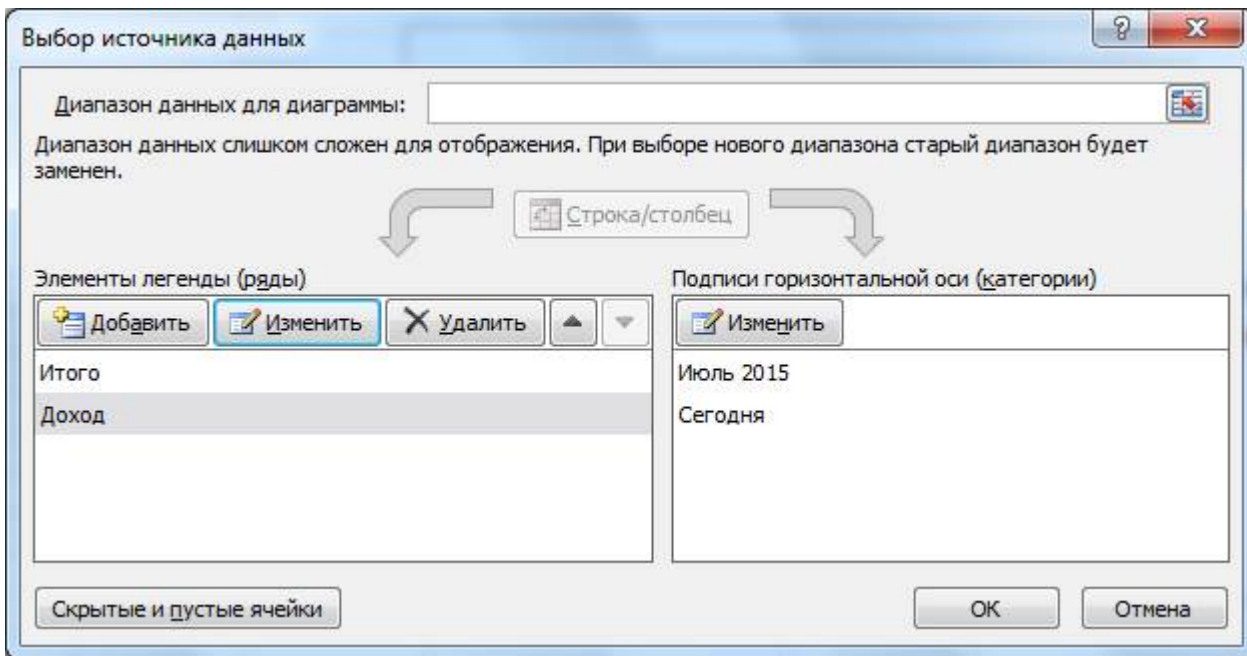 Выбор источника данных
Диапазон данных для диаграммы:
Диапазон данных слишком сложен для отображения. При выборе нового диапазона старый диапазон будет
заменен.
Строка/столбец
Элементы легенды (ряды)
Подписи горизонтальной оси (категории)
Добавить Изменить Удалить
Изменить
Итого
Июль 2015
Доход
Сегодня
Скрытые и пустые ячейки
ОК
Отмена